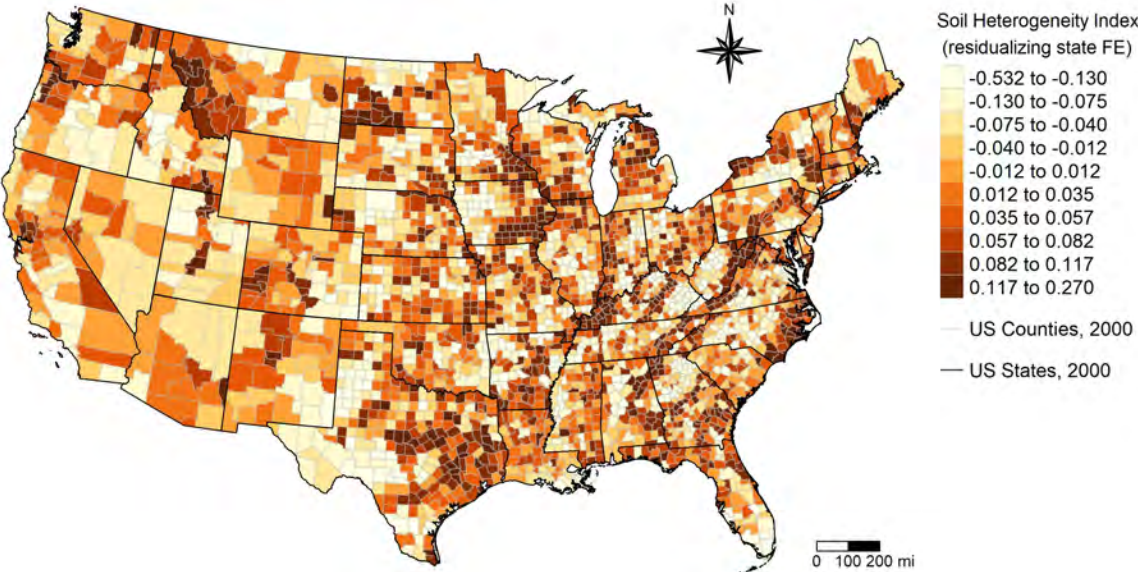 N
Soil Heterogeneity Index
(residualizing state FE)
-0.532 to -0.130
-0.130 to -0.075
-0.075 to -0.040
-0.040 to -0.012
-0.012 to 0.012
0.012 to 0.035
0.035 to 0.057
0.057 to 0.082
0.082 to 0.117
0.117 to 0.270
US Counties, 2000
US States, 2000
0 100 200 mi